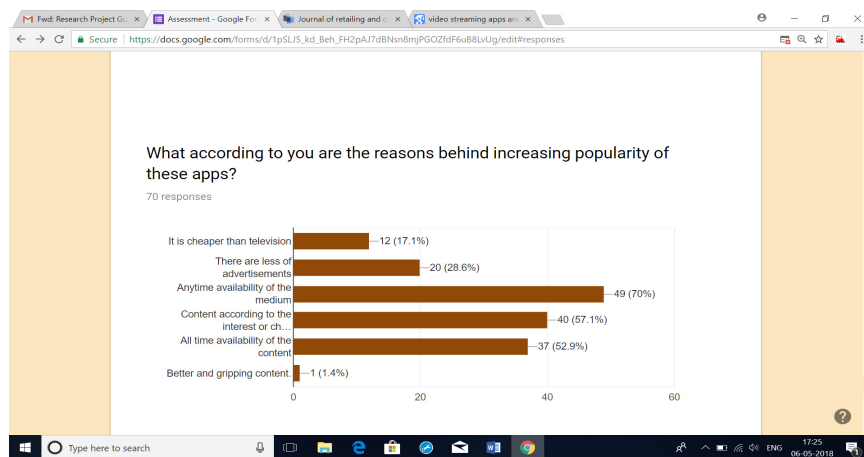 Fwd: Research Project Gu
Assessment - Google For
Journal of retailing and c
video streaming apps an
Secure
https://docs.google.com/forms/d/1pSLJ5_kd_Beh_FH2pAJ7dBNsn8mjPGOZfdF6uB8LvUg/edit#responses
What according to you are the reasons behind increasing popularity of
these apps?
70 responses
It is cheaper than television
12 (17.1%)
There are less of
advertisements
20 (28.6%)
Anytime availability of the
medium
49 (70%)
Content according to the
interest or ch…
40 (57.1%)
All time availability of the
content
37 (52.9%)
Better and gripping content.
1 (1.4%)
0 20 40 60
Type here to search
ENG
17:25
06-05-2018